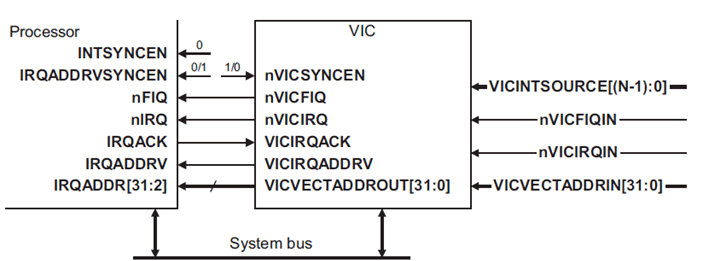 Processor
VIC
INTSYNCEN 0
IRQADDRVSYNCEN 0/1 1/0 nVICSYNCEN
VICINTSOURCE[(N-1):0]
nFIQ nVICFIQ
nVICFIQIN
nIRQ nVICIRQ
IRQACK VICIRQACK
nVICIRQIN
IRQADDRV VICIRQADDRV
IRQADDR[31:2] VICVECTADDROUT[31:0] VICVECTADDRIN[31:0]
System bus